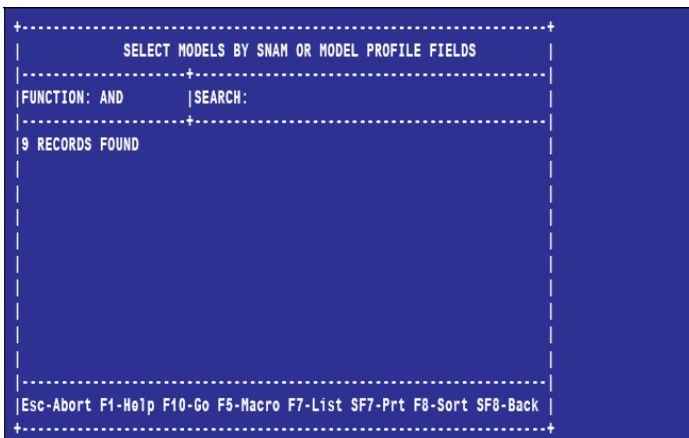 SELECT MODELS BY SNAM OR MODEL PROFILE FIELDS
FUNCTION: AND |SEARCH:
9 RECORDS FOUND
Esc-Abort F1-Help F10-Go F5-Macro F7-List SF7-Prt F8-Sort SF8-Back